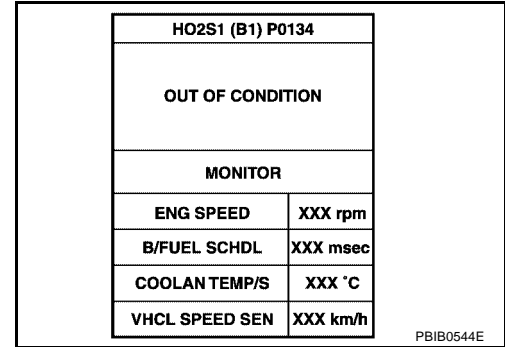 HO2S1 (B1) P0134
OUT OF CONDITION
MONITOR
ENG SPEED XXX rpm
B/FUEL SCHDL XXX msec
COOLAN TEMP/S XXX °C
VHCL SPEED SEN XXX km/h
PBIB0544E